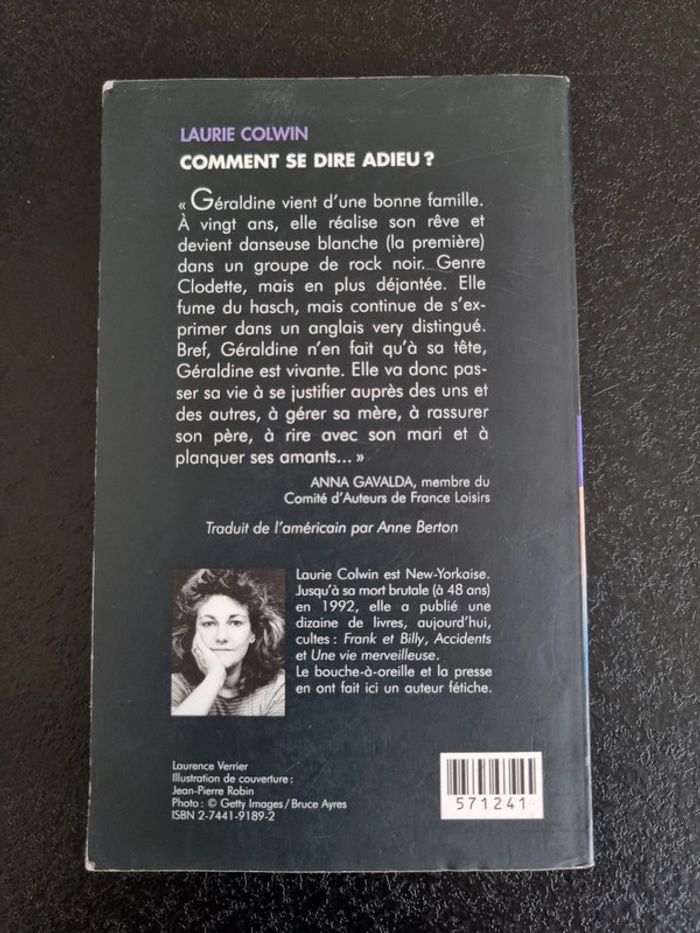 LAURIE COLWIN
COMMENT SE DIRE ADIEU ?
« Géraldine vient d'une bonne famille.
À vingt ans, elle réalise son rêve et
devient danseuse blanche (la première)
dans un groupe de rock noir. Genre
Clodette, mais en plus déjantée. Elle
fume du hasch, mais continue de s'ex-
primer dans un anglais very distingué.
Bref, Géraldine n'en fait qu'à sa tête,
Géraldine est vivante. Elle va donc pas-
ser sa vie à se justifier auprès des uns et
des autres, à gérer sa mère, à rassurer
son père, à rire avec son mari et à
planquer ses amants... »
ANNA GAVALDA, membre du
Comité d'Auteurs de France Loisirs
Traduit de l'américain par Anne Berton
Laurie Colwin est New-Yorkaise.
Jusqu'à sa mort brutale (à 48 ans)
en 1992, elle a publié une
dizaine de livres, aujourd'hui,
cultes : Frank et Billy, Accidents
et Une vie merveilleuse.
Le bouche-à-oreille et la presse
en ont fait ici un auteur fétiche.
Laurence Verrier
Illustration de couverture :
Jean-Pierre Robin
Photo : © Getty Images / Bruce Ayres
ISBN 2-7441-9189-2
571241